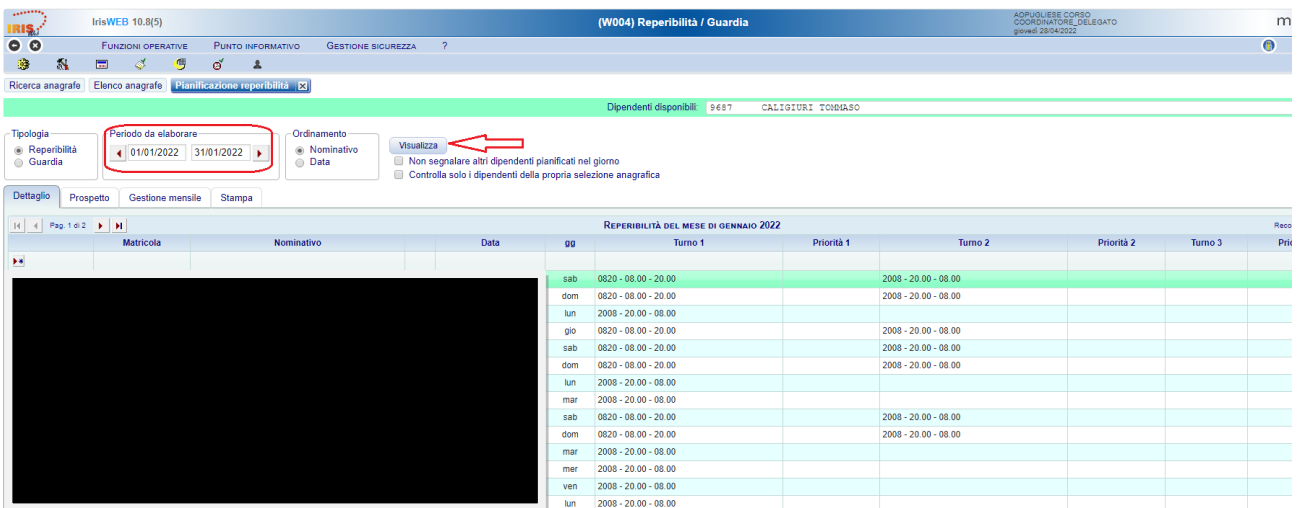 IRIS
IrisWEB 10.8(5)
(W004) Reperibilità / Guardia
AOPUGLIESE CORSO
COORDINATORE_DELEGATO
giovedì 28/04/2022
FUNZIONI OPERATIVE PUNTO INFORMATIVO GESTIONE SICUREZZA ?
Ricerca anagrafe Elenco anagrafe Pianificazione reperibilità
Dipendenti disponibili: 9687 CALIGIURI TOMMASO
Tipologia Periodo da elaborare Ordinamento
Reperibilità 01/01/2022 31/01/2022 Nominativo Visualizza
Guardia Data Non segnalare altri dipendenti pianificati nel giorno
Controlla solo i dipendenti della propria selezione anagrafica
Dettaglio Prospetto Gestione mensile Stampa
Pag. 1 di 2 REPERIBILITÀ DEL MESE DI GENNAIO 2022 Reco
Matricola Nominativo Data gg Turno 1 Priorità 1 Turno 2 Priorità 2 Turno 3 Prio
sab 0820 - 08.00 - 20.00 2008 - 20.00 - 08.00
dom 0820 - 08.00 - 20.00 2008 - 20.00 - 08.00
lun 2008 - 20.00 - 08.00
gio 0820 - 08.00 - 20.00 2008 - 20.00 - 08.00
sab 0820 - 08.00 - 20.00 2008 - 20.00 - 08.00
dom 0820 - 08.00 - 20.00 2008 - 20.00 - 08.00
lun 2008 - 20.00 - 08.00
mar 2008 - 20.00 - 08.00
sab 0820 - 08.00 - 20.00 2008 - 20.00 - 08.00
dom 0820 - 08.00 - 20.00 2008 - 20.00 - 08.00
mar 2008 - 20.00 - 08.00
mer 2008 - 20.00 - 08.00
ven 2008 - 20.00 - 08.00
lun 2008 - 20.00 - 08.00